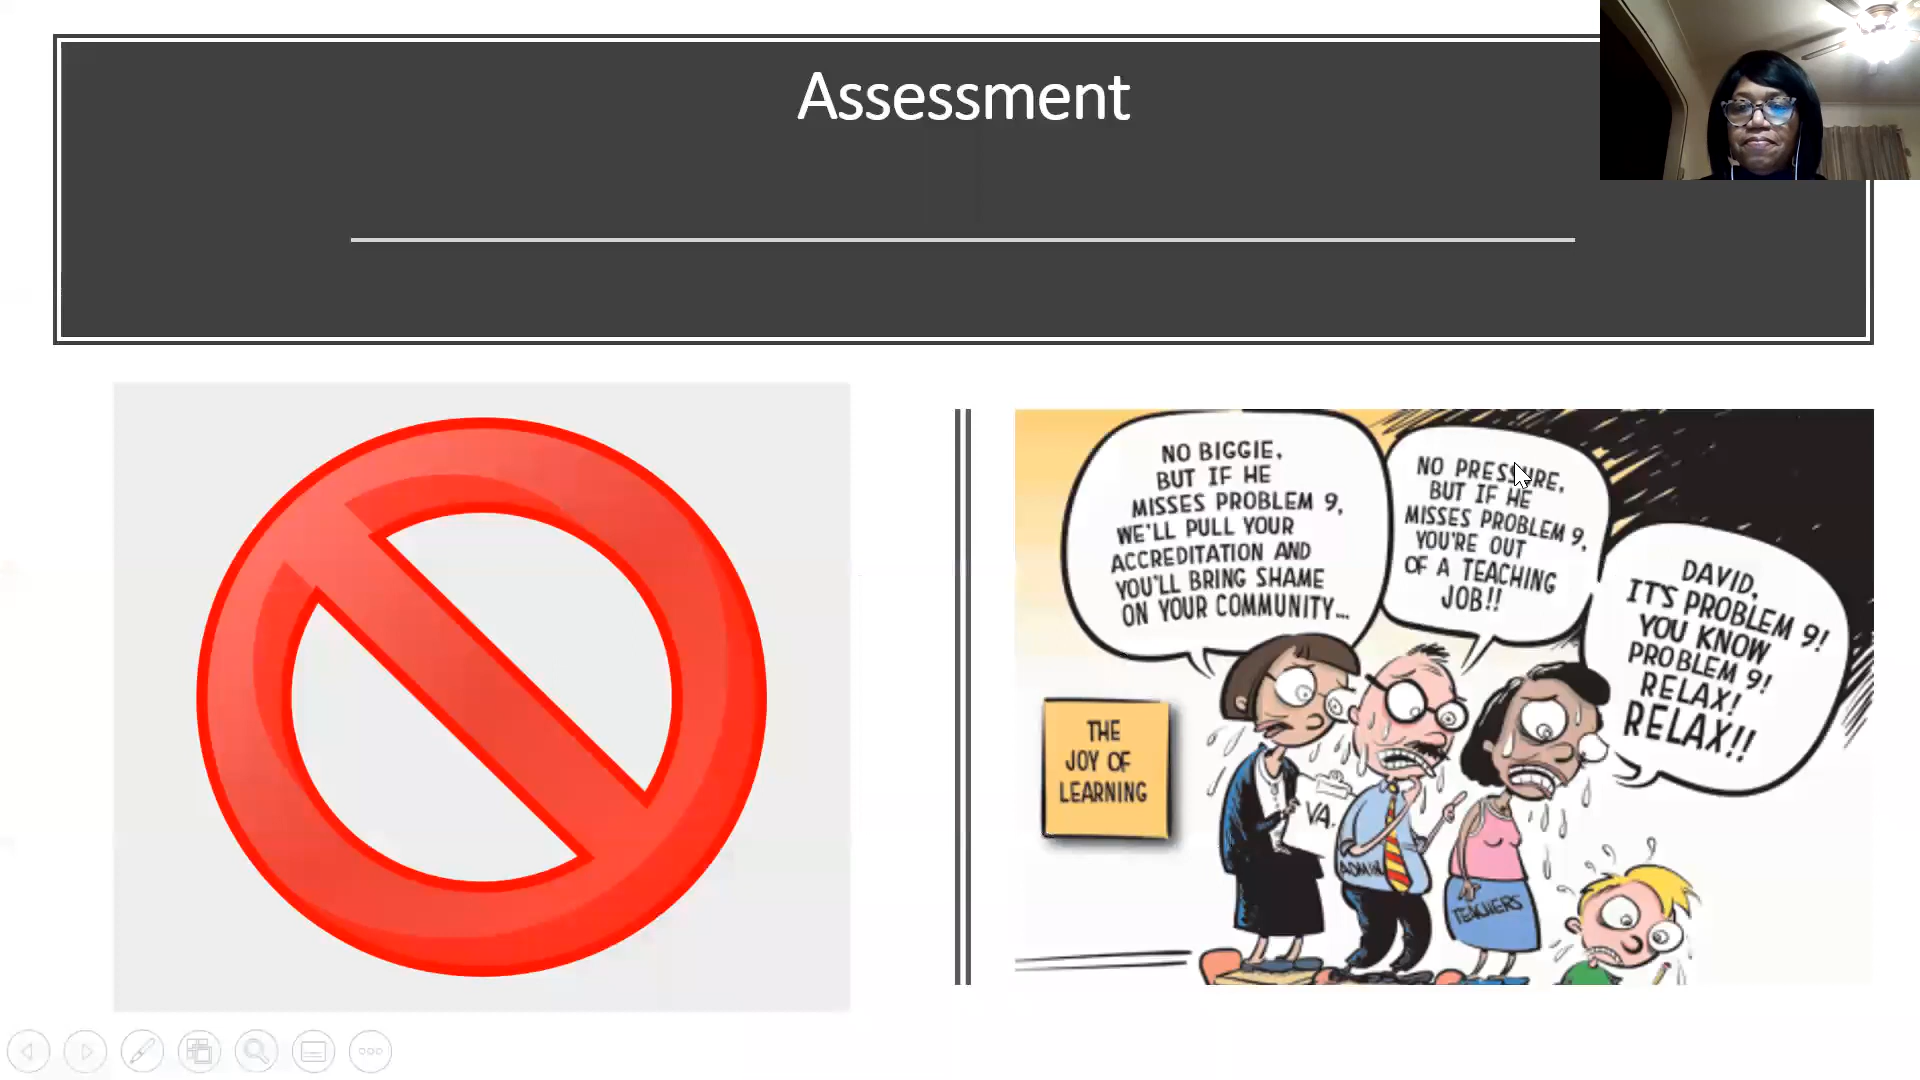 Assessment
NO BIGGIE,
BUT IF HE
MISSES PROBLEM 9,
WE'LL PULL YOUR
ACCREDITATION AND
YOU'LL BRING SHAME
ON YOUR COMMUNITY...
NO PRESSURE,
BUT IF HE
MISSES PROBLEM 9,
YOU'RE OUT
OF A TEACHING
JOB!!
DAVID,
IT'S PROBLEM 9!
YOU KNOW
PROBLEM 9!
RELAX!
RELAX!!
THE
JOY OF
LEARNING
VA.
ADMIN
TEACHERS